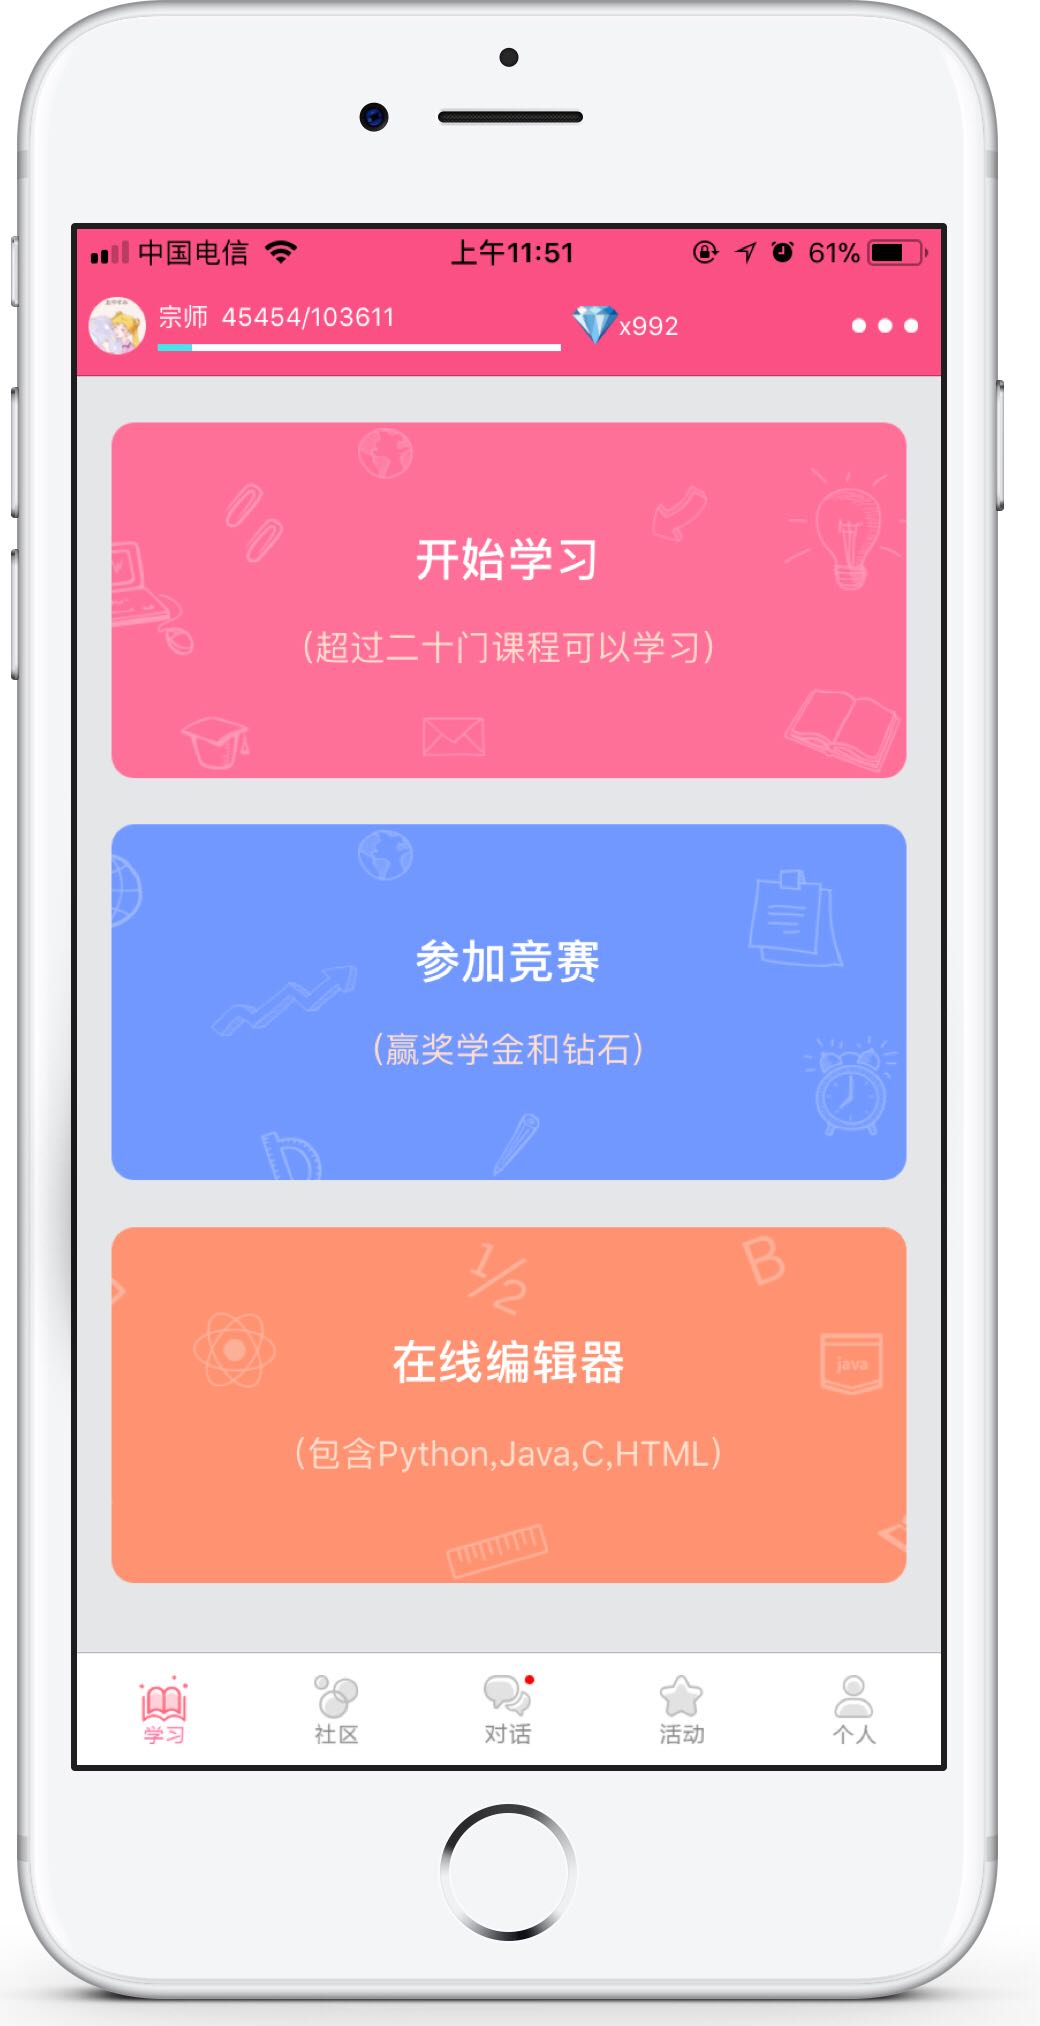 中国电信 上午11:51 61%
宗师 45454/103611 x992
开始学习
(超过二十门课程可以学习)
参加竞赛
(赢奖学金和钻石)
1/2 B
在线编辑器
java
(包含Python,Java,C,HTML)
学习 社区 对话 活动 个人